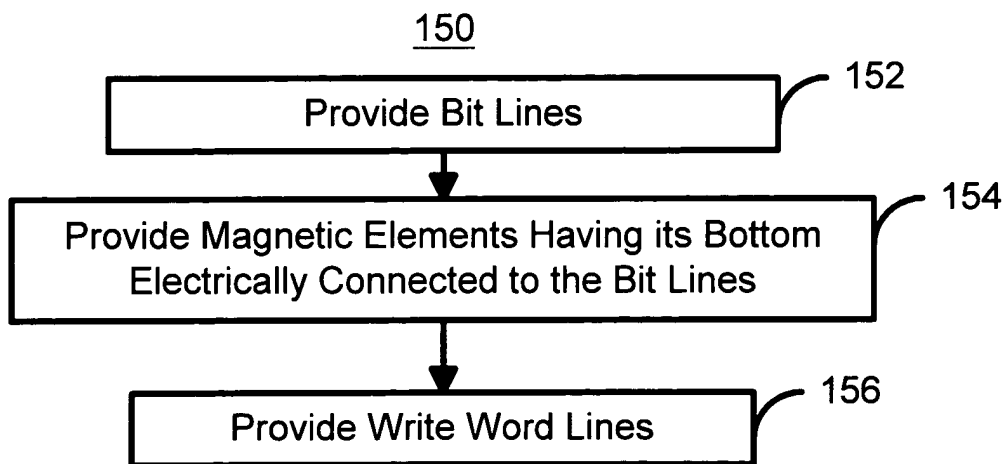 150
Provide Bit Lines
152
Provide Magnetic Elements Having its Bottom
Electrically Connected to the Bit Lines
154
Provide Write Word Lines
156